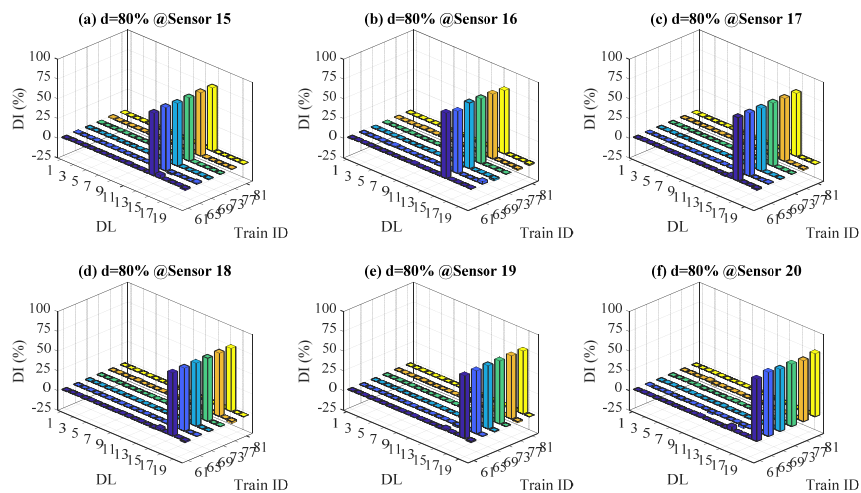 (a) d=80% @Sensor 15
(b) d=80% @Sensor 16
(c) d=80% @Sensor 17
100
75
50
25
0
-25
DI (%)
1 3 5 7 9 11 13 15 17 19
DL
61 65 69 73 77 81
Train ID
100
75
50
25
0
-25
DI (%)
1 3 5 7 9 11 13 15 17 19
DL
61 65 69 73 77 81
Train ID
100
75
50
25
0
-25
DI (%)
1 3 5 7 9 11 13 15 17 19
DL
61 65 69 73 77 81
Train ID
(d) d=80% @Sensor 18
(e) d=80% @Sensor 19
(f) d=80% @Sensor 20
100
75
50
25
0
-25
DI (%)
1 3 5 7 9 11 13 15 17 19
DL
61 65 69 73 77 81
Train ID
100
75
50
25
0
-25
DI (%)
1 3 5 7 9 11 13 15 17 19
DL
61 65 69 73 77 81
Train ID
100
75
50
25
0
-25
DI (%)
1 3 5 7 9 11 13 15 17 19
DL
61 65 69 73 77 81
Train ID